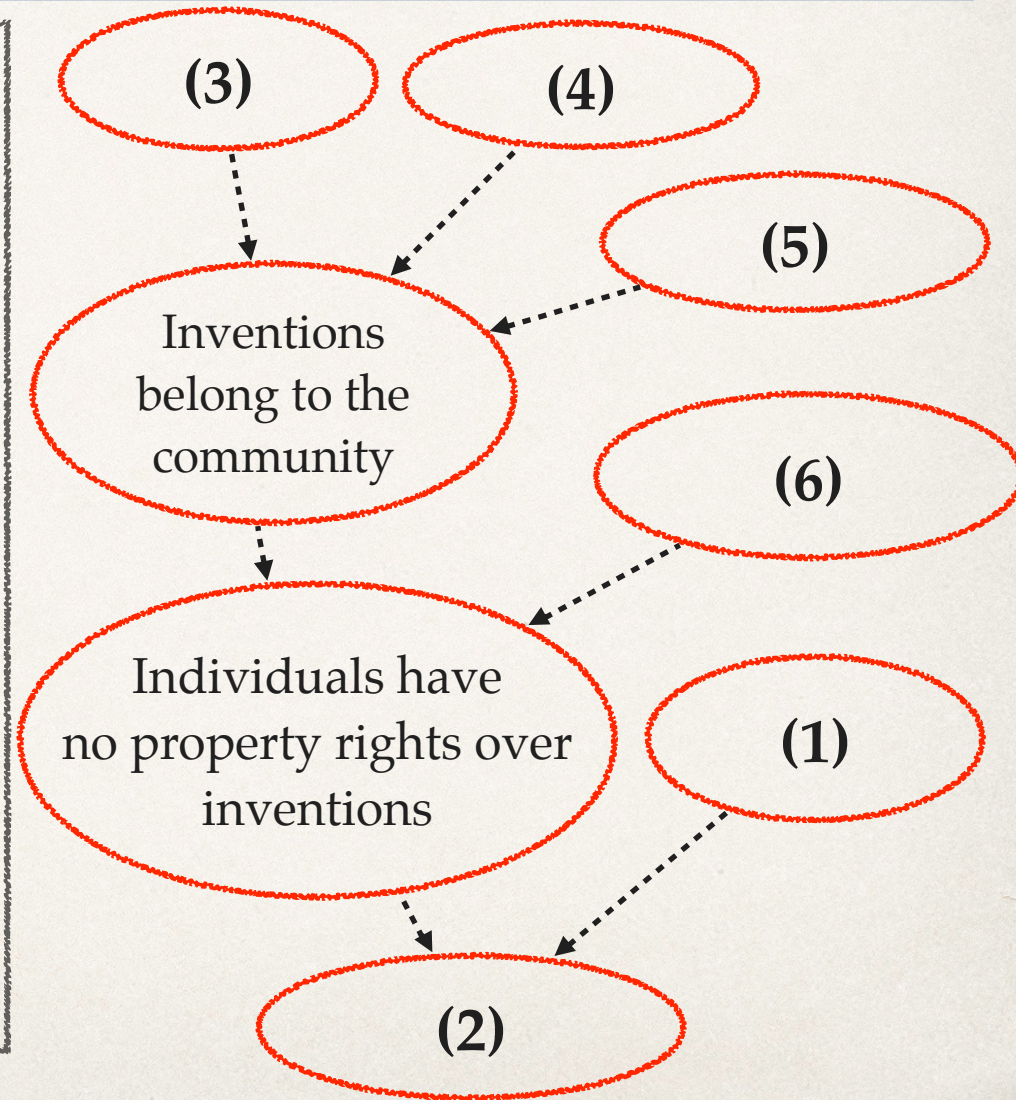 (3)
(4)
(5)
Inventions
belong to the
community
(6)
Individuals have
no property rights over
inventions
(1)
(2)